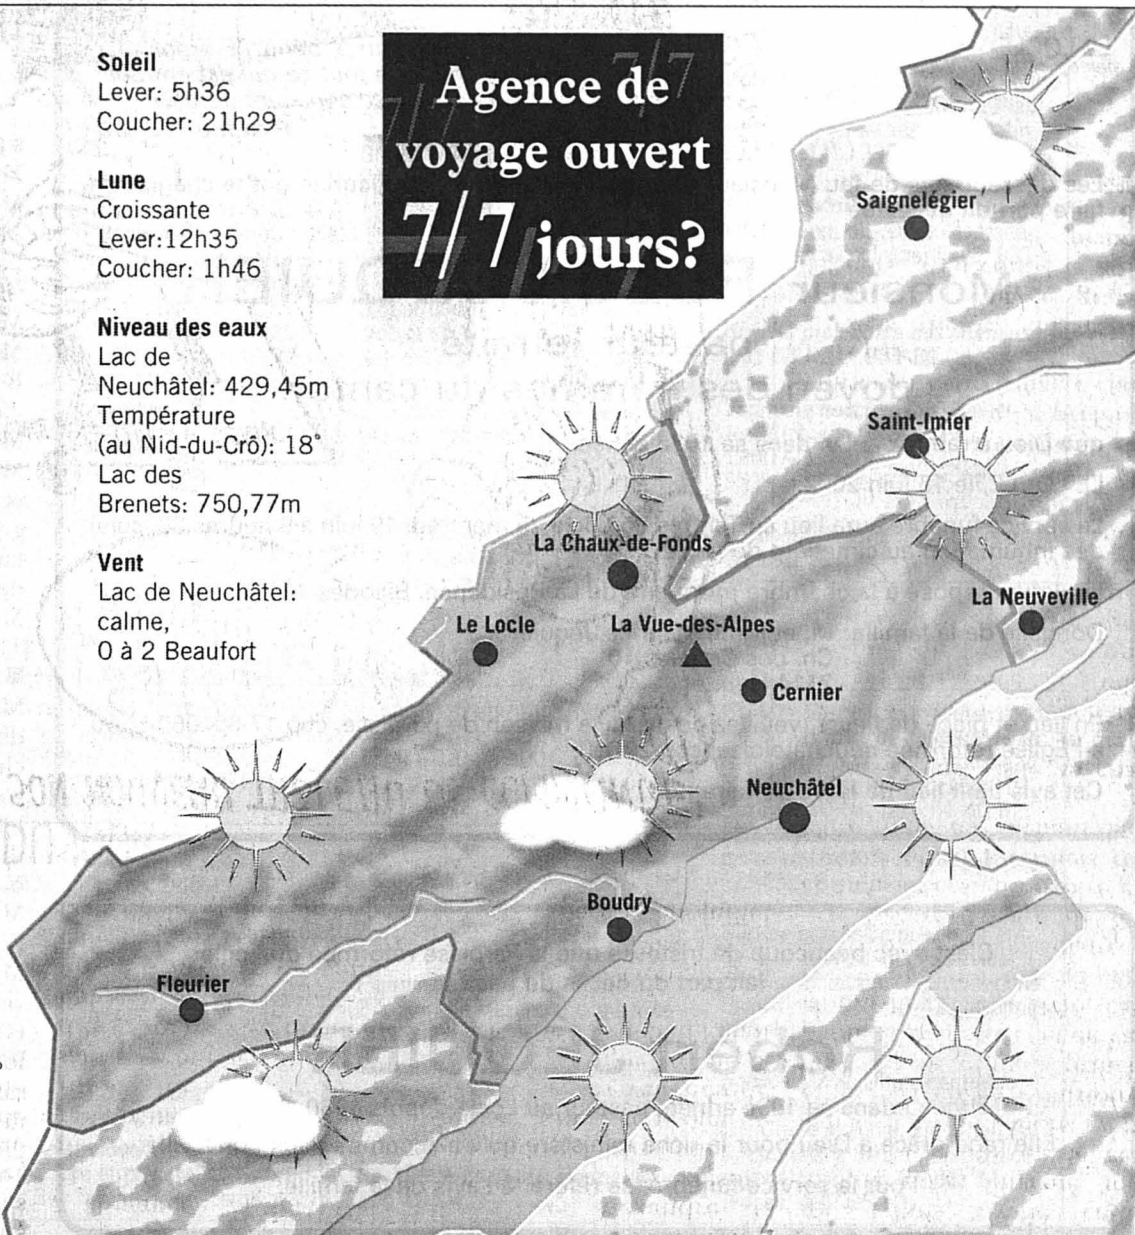 Soleil
Lever: 5h36
Coucher: 21h29
Lune
Croissante
Lever:12h35
Coucher: 1h46
Niveau des eaux
Lac de
Neuchâtel: 429,45m
Température
(au Nid-du-Crô): 18°
Lac des
Brenets: 750,77m
Vent
Lac de Neuchâtel:
calme,
0 à 2 Beaufort
Agence de
voyage ouvert
7/7 jours?
Saignelégier
Saint-Imier
La Chaux-de-Fonds
La Neuveville
Le Locle
La Vue-des-Alpes
Cernier
Neuchâtel
Boudry
Fleurier